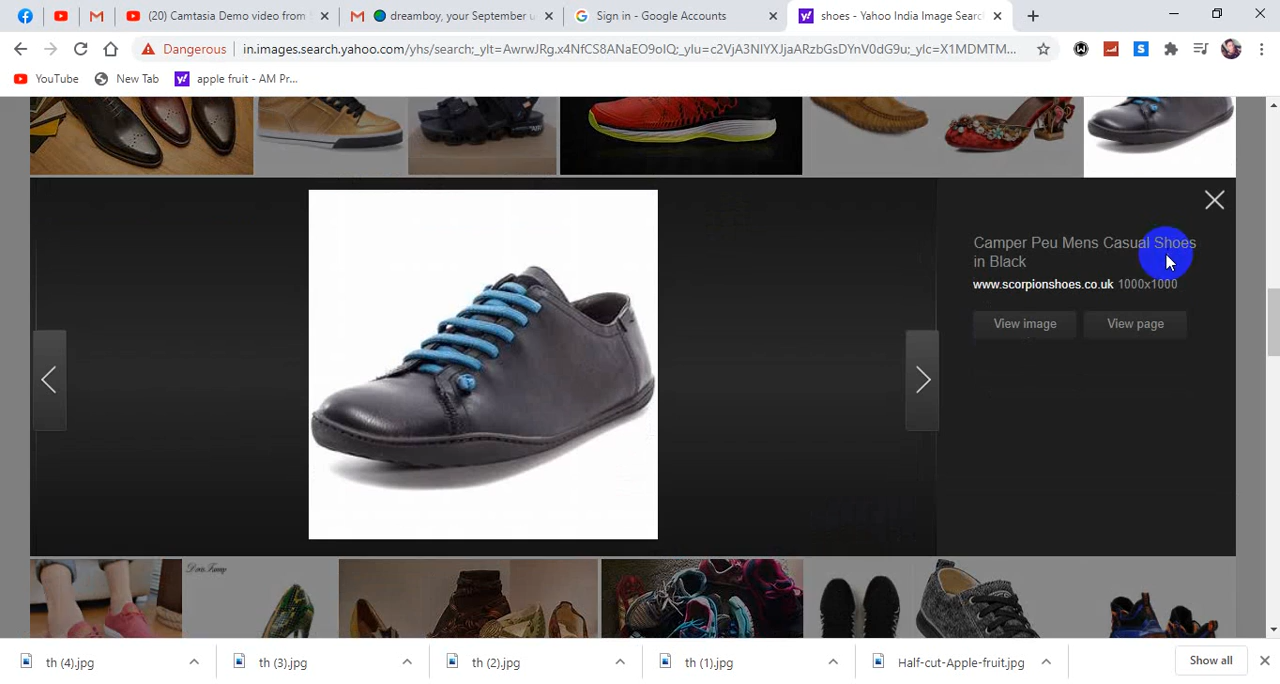 (20) Camtasia Demo video from
dreamboy, your September u
Sign in - Google Accounts
shoes - Yahoo India Image Searc
Dangerous
in.images.search.yahoo.com/yhs/search;_ylt=AwrwJRg.x4NfCS8ANaEO9olQ;_ylu=c2VjA3NlYXJjaARzbGsDYnV0dG9u;_ylc=X1MDMTM...
YouTube
New Tab
apple fruit - AM Pr...
Camper Peu Mens Casual Shoes
in Black
www.scorpionshoes.co.uk 1000x1000
View image
View page
th (4).jpg
th (3).jpg
th (2).jpg
th (1).jpg
Half-cut-Apple-fruit.jpg
Show all